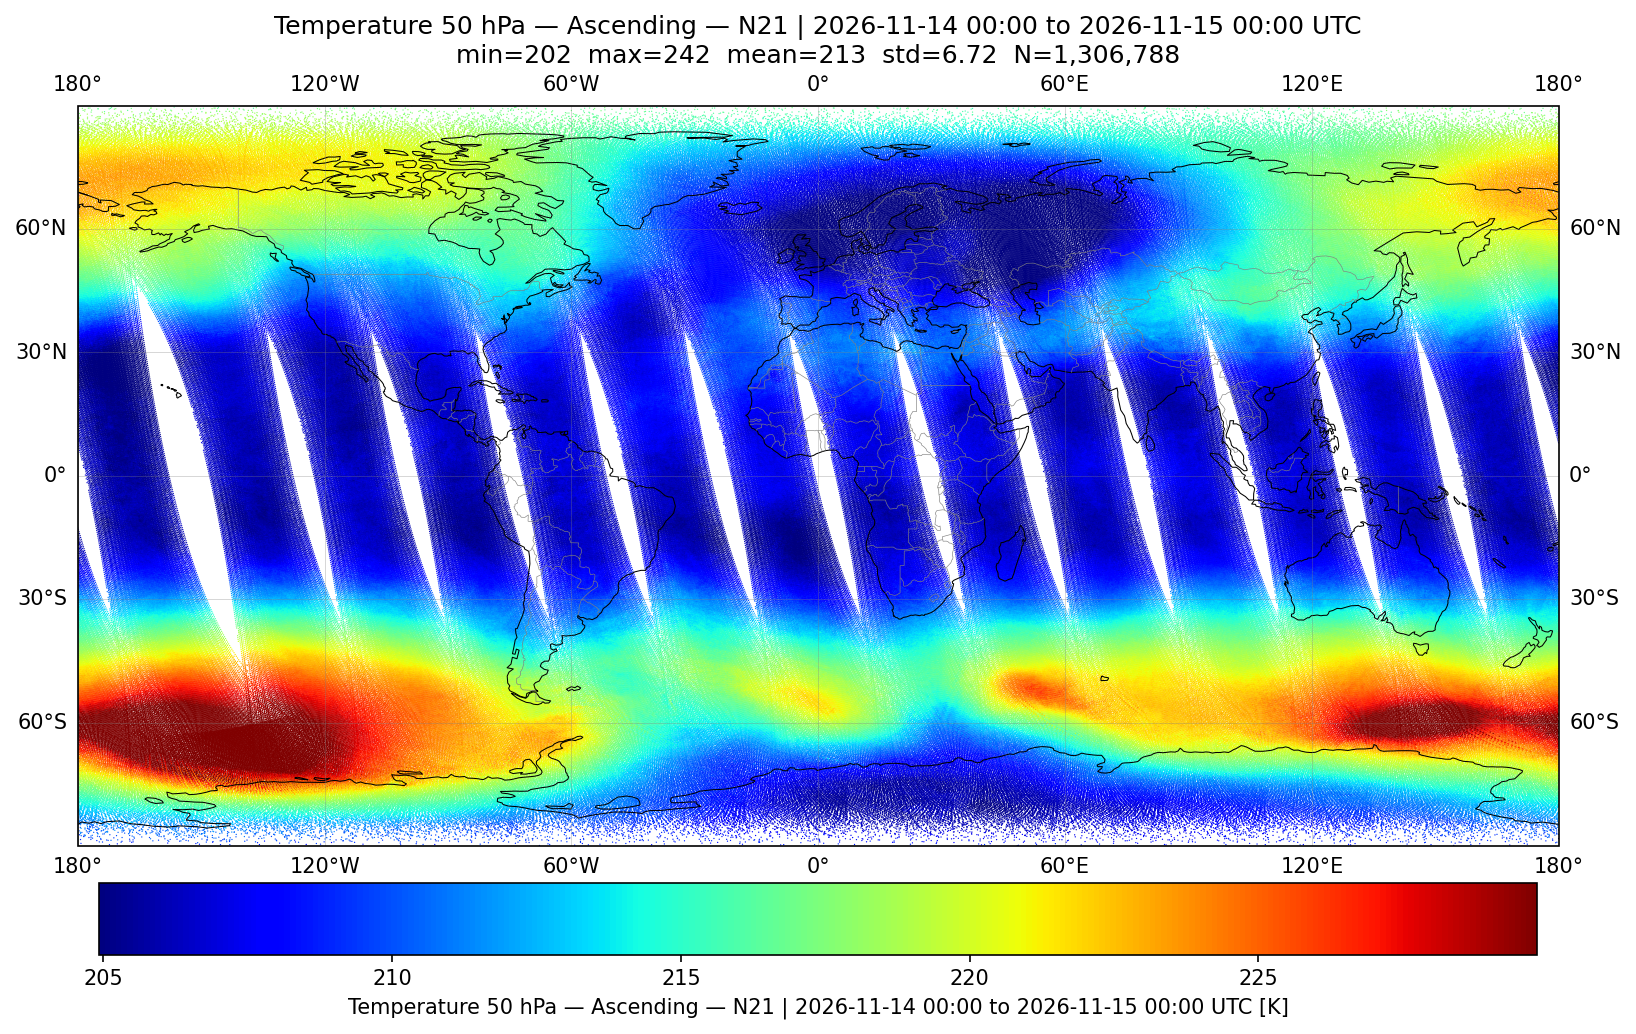 Temperature 50 hPa — Ascending — N21 | 2026-11-14 00:00 to 2026-11-15 00:00 UTC
min=202  max=242  mean=213  std=6.72  N=1,306,788
180° 120°W 60°W 0° 60°E 120°E 180°
60°N 60°N
30°N 30°N
0° 0°
30°S 30°S
60°S 60°S
180° 120°W 60°W 0° 60°E 120°E 180°
205 210 215 220 225
Temperature 50 hPa — Ascending — N21 | 2026-11-14 00:00 to 2026-11-15 00:00 UTC [K]